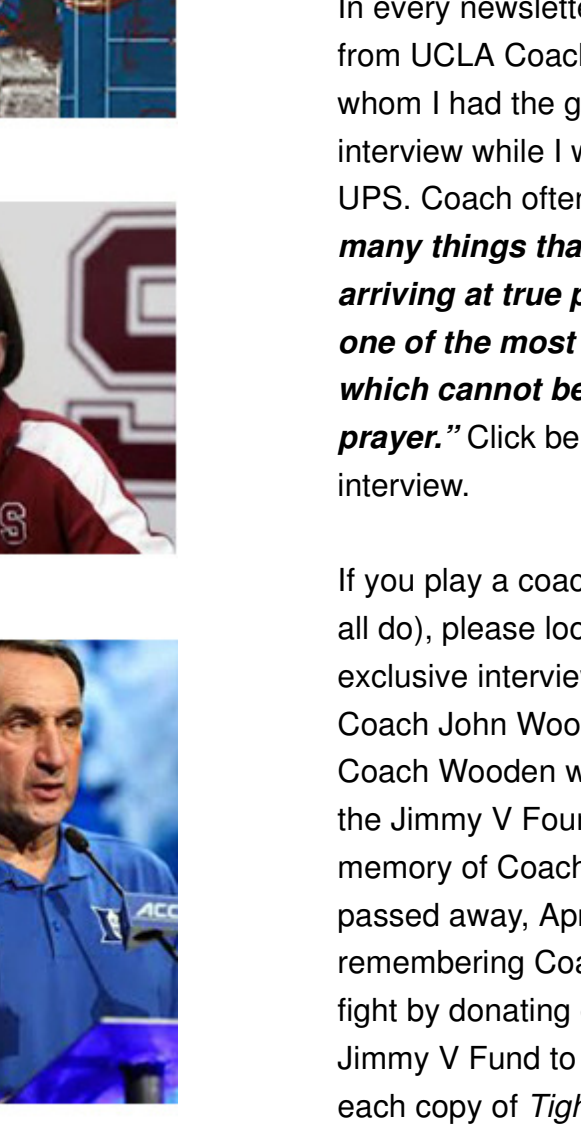 In every newslette
from UCLA Coach
whom I had the g
interview while I w
UPS. Coach often
many things tha
arriving at true p
one of the most
which cannot be
prayer.” Click be
interview.
If you play a coac
all do), please loo
exclusive intervie
Coach John Woo
Coach Wooden w
the Jimmy V Four
memory of Coach
passed away, Apr
remembering Coa
fight by donating
Jimmy V Fund to
each copy of Tigh
S
S
ACC